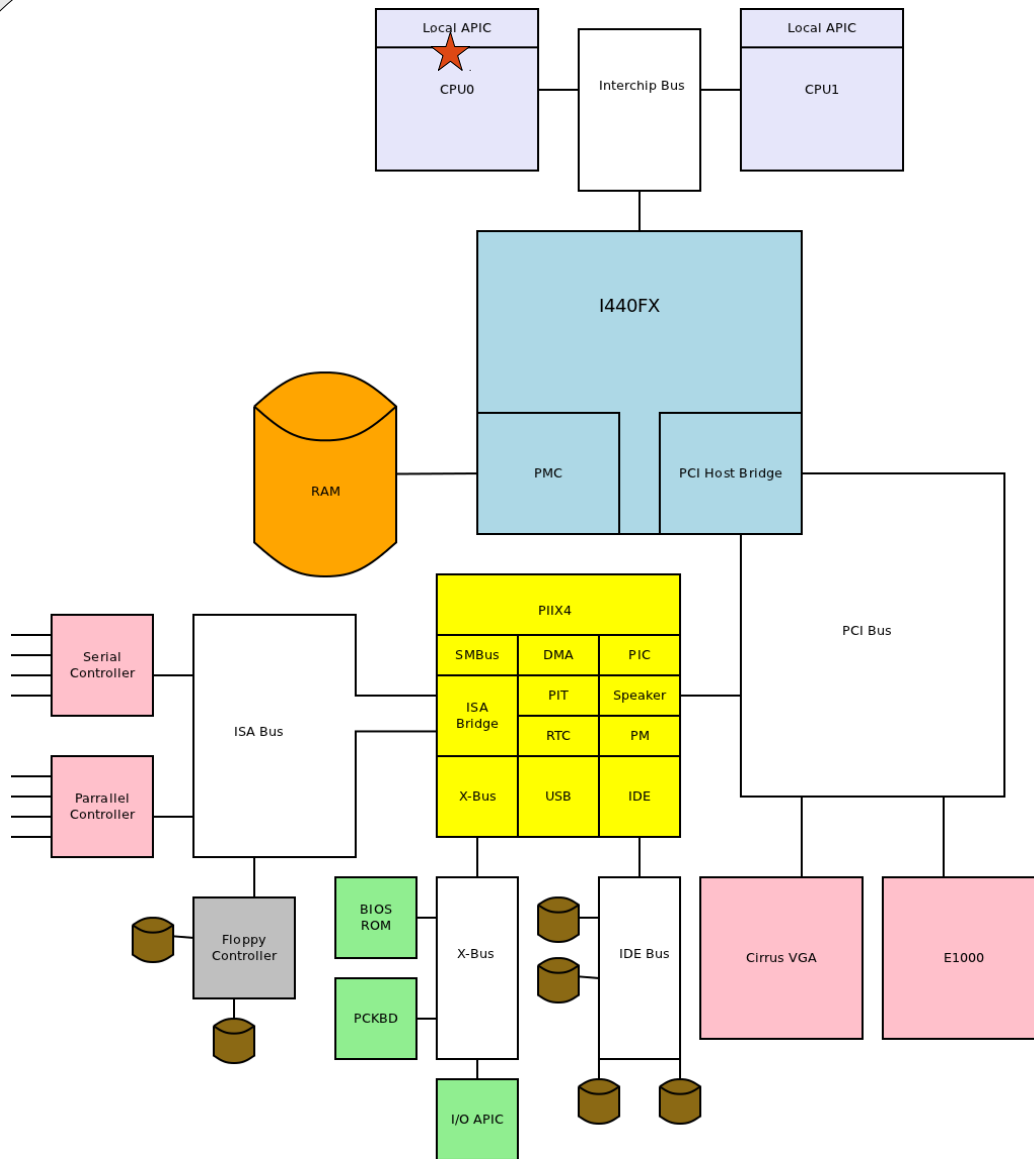 Local APIC
Local APIC
CPU0
Interchip Bus
CPU1
I440FX
PMC
PCI Host Bridge
RAM
PIIX4
PCI Bus
SMBus
DMA
PIC
Serial
Controller
ISA
Bridge
PIT
Speaker
ISA Bus
RTC
PM
Parrallel
Controller
X-Bus
USB
IDE
BIOS
ROM
Floppy
Controller
X-Bus
IDE Bus
Cirrus VGA
E1000
PCKBD
I/O APIC